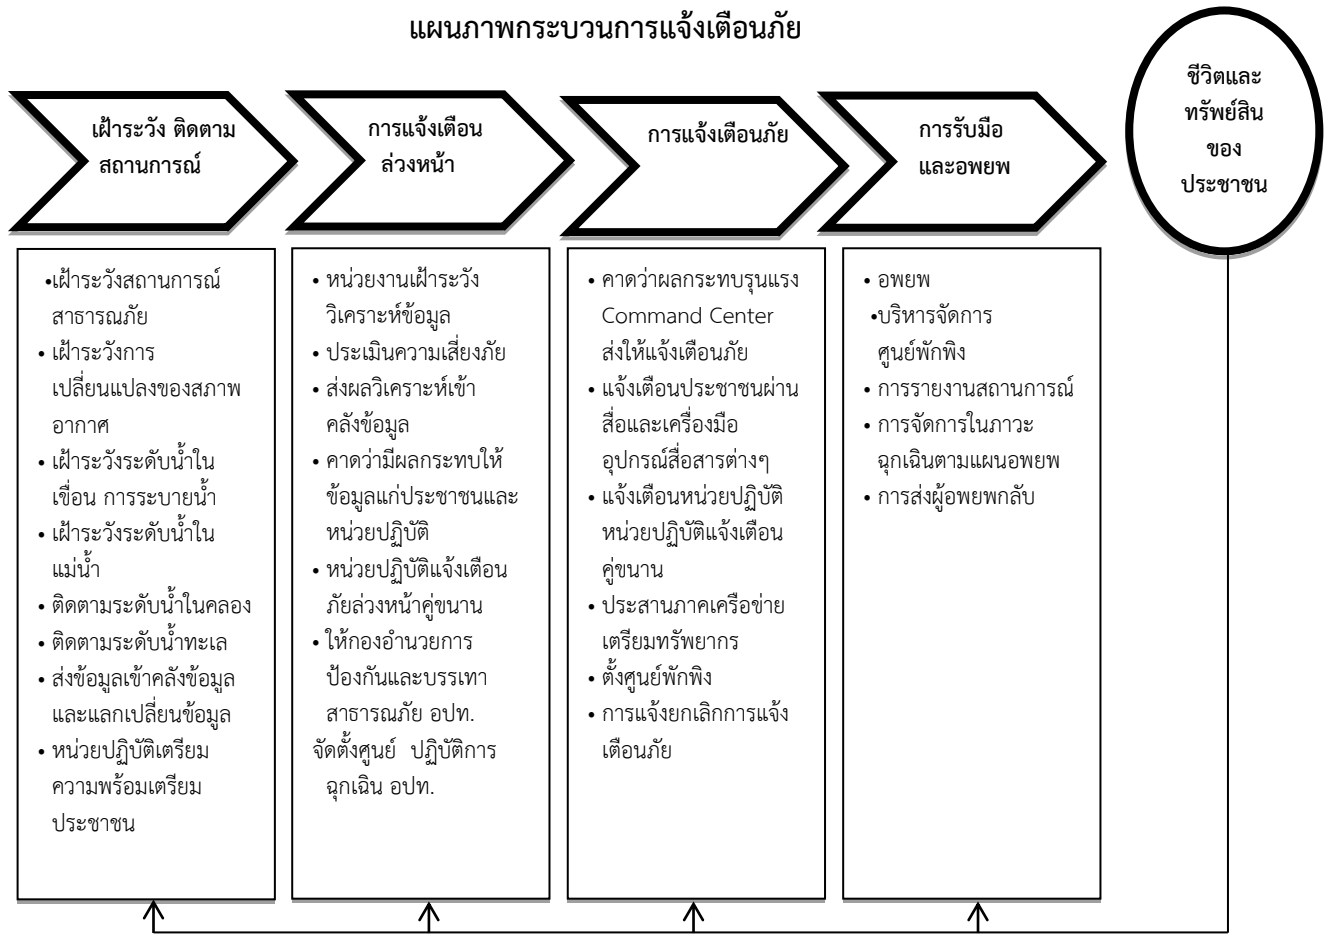 แผนภาพกระบวนการแจ้งเตือนภัย
เฝ้าระวัง ติดตาม
สถานการณ์
การแจ้งเตือน
ล่วงหน้า
การแจ้งเตือนภัย
การรับมือ
และอพยพ
ชีวิตและ
ทรัพย์สิน
ของ
ประชาชน
•เฝ้าระวังสถานการณ์
สาธารณภัย
• เฝ้าระวังการ
เปลี่ยนแปลงของสภาพ
อากาศ
• เฝ้าระวังระดับน้ำใน
เขื่อน การระบายน้ำ
• เฝ้าระวังระดับน้ำใน
แม่น้ำ
• ติดตามระดับน้ำในคลอง
• ติดตามระดับน้ำทะเล
• ส่งข้อมูลเข้าคลังข้อมูล
และแลกเปลี่ยนข้อมูล
• หน่วยปฏิบัติเตรียม
ความพร้อมเตรียม
ประชาชน
• หน่วยงานเฝ้าระวัง
วิเคราะห์ข้อมูล
• ประเมินความเสี่ยงภัย
• ส่งผลวิเคราะห์เข้า
คลังข้อมูล
• คาดว่ามีผลกระทบให้
ข้อมูลแก่ประชาชนและ
หน่วยปฏิบัติ
• หน่วยปฏิบัติแจ้งเตือน
ภัยล่วงหน้าคู่ขนาน
• ให้กองอำนวยการ
ป้องกันและบรรเทา
สาธารณภัย อปท.
จัดตั้งศูนย์ ปฏิบัติการ
ฉุกเฉิน อปท.
• คาดว่าผลกระทบรุนแรง
Command Center
ส่งให้แจ้งเตือนภัย
• แจ้งเตือนประชาชนผ่าน
สื่อและเครื่องมือ
อุปกรณ์สื่อสารต่างๆ
• แจ้งเตือนหน่วยปฏิบัติ
หน่วยปฏิบัติแจ้งเตือน
คู่ขนาน
• ประสานภาคเครือข่าย
เตรียมทรัพยากร
• ตั้งศูนย์พักพิง
• การแจ้งยกเลิกการแจ้ง
เตือนภัย
• อพยพ
•บริหารจัดการ
ศูนย์พักพิง
• การรายงานสถานการณ์
• การจัดการในภาวะ
ฉุกเฉินตามแผนอพยพ
• การส่งผู้อพยพกลับ